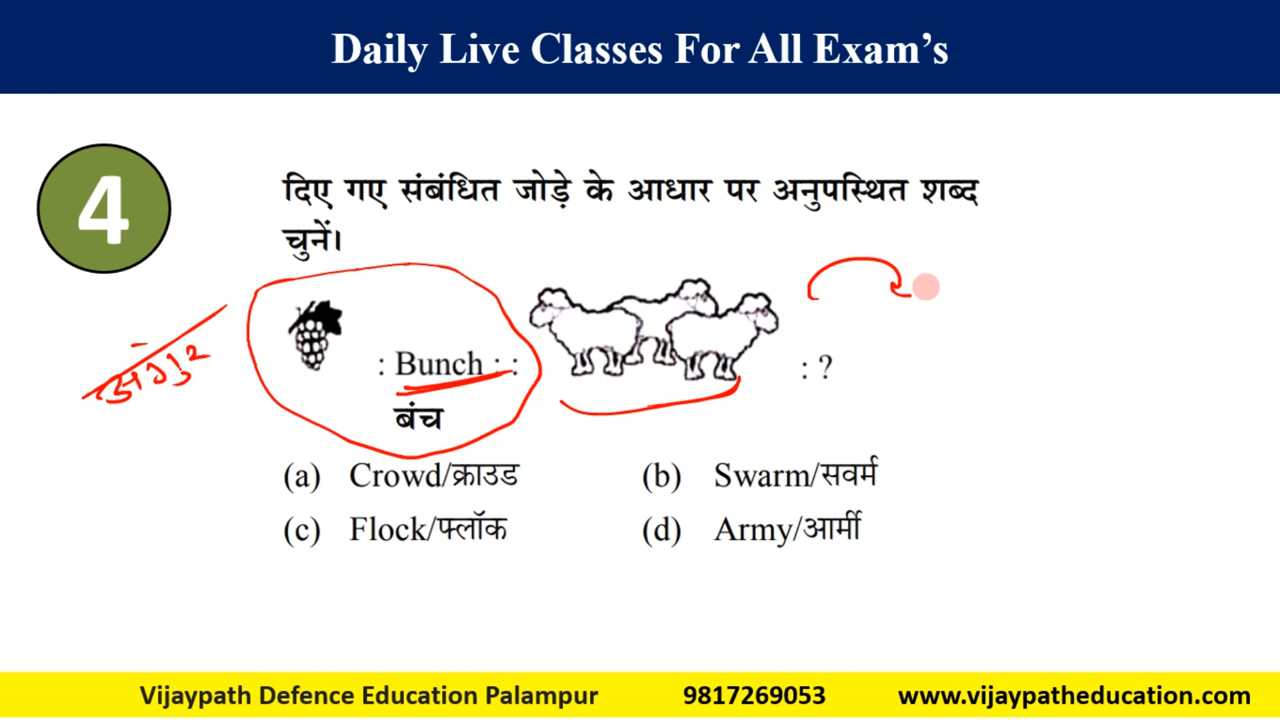 Daily Live Classes For All Exam's
4
दिए गए संबंधित जोड़े के आधार पर अनुपस्थित शब्द
चुनें।
अंगुर
: Bunch : :
: ?
बंच
(a) Crowd/क्राउड
(b) Swarm/सवर्म
(c) Flock/फ्लॉक
(d) Army/आर्मी
Vijaypath Defence Education Palampur
9817269053
www.vijaypatheducation.com